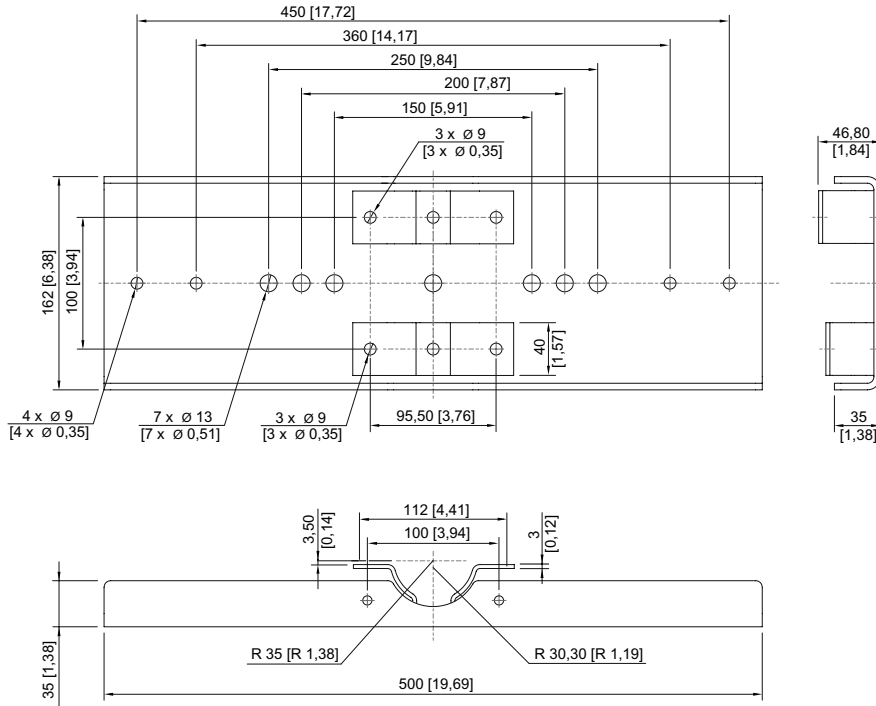 450 [17,72]
360 [14,17]
250 [9,84]
200 [7,87]
150 [5,91]
3 x Ø 9
[3 x Ø 0,35]
46,80
[1,84]
162 [6,38]
100 [3,94]
40
[1,57]
4 x Ø 9
[4 x Ø 0,35]
7 x Ø 13
[7 x Ø 0,51]
3 x Ø 9
[3 x Ø 0,35]
95,50 [3,76]
35
[1,38]
3,50
[0,14]
112 [4,41]
100 [3,94]
3
[0,12]
35 [1,38]
R 35 [R 1,38]
R 30,30 [R 1,19]
500 [19,69]